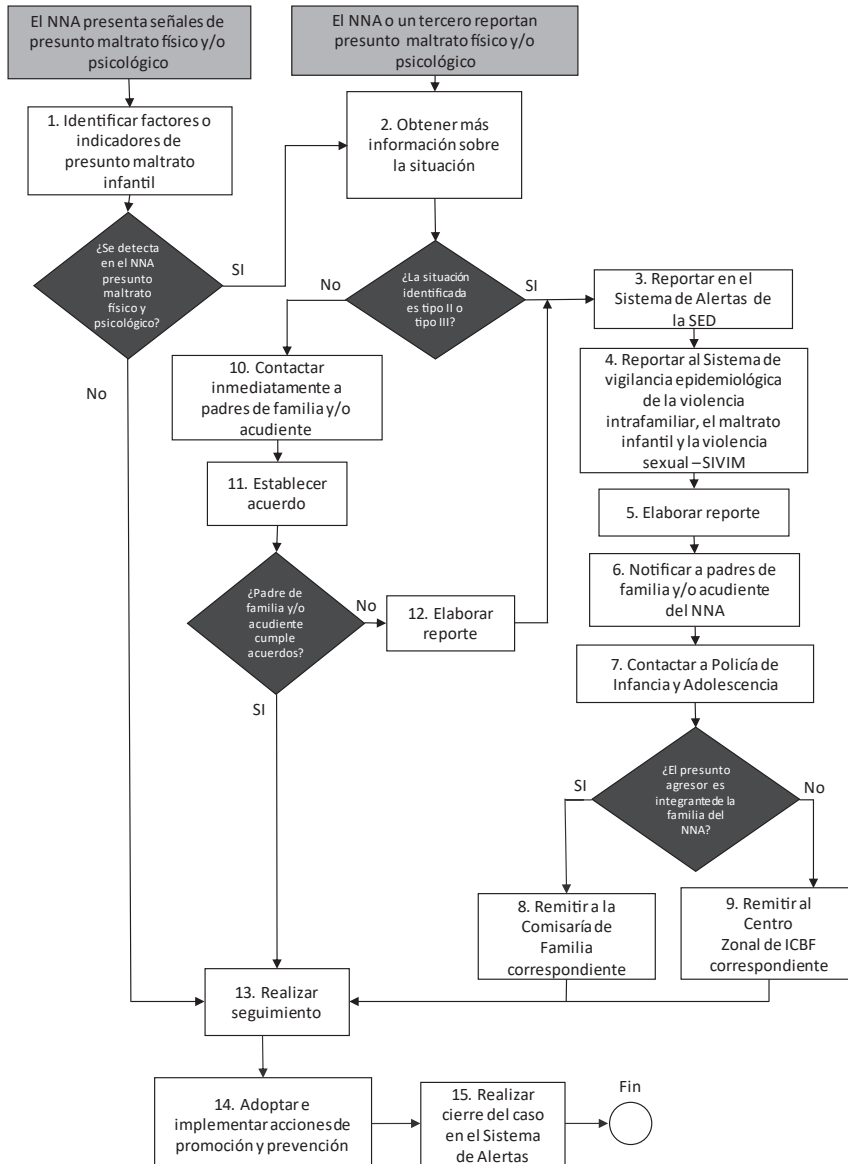 El NNA presenta señales de
presunto maltrato físico y/o
psicológico
El NNA o un tercero reportan
presunto maltrato físico y/o
psicológico
1. Identificar factores o
indicadores de
presunto maltrato
infantil
2. Obtener más
información sobre
la situación
¿Se detecta
en el NNA
presunto
maltrato
físico y
psicológico?
SI
No
No
¿La situación
identificada
es tipo II o
tipo III?
SI
3. Reportar en el
Sistema de Alertas de
la SED
4. Reportar al Sistema de
vigilancia epidemiológica
de la violencia
intrafamiliar, el maltrato
infantil y la violencia
sexual –SIVIM
10. Contactar
inmediatamente a
padres de familia y/o
acudiente
11. Establecer
acuerdo
5. Elaborar reporte
6. Notificar a padres de
familia y/o acudiente
del NNA
¿Padre de
familia y/o
acudiente
cumple
acuerdos?
No
12. Elaborar
reporte
SI
7. Contactar a Policía de
Infancia y Adolescencia
SI
¿El presunto
agresor es
integrante de la
familia del
NNA?
No
8. Remitir a la
Comisaría de
Familia
correspondiente
9. Remitir al
Centro
Zonal de ICBF
correspondiente
13. Realizar
seguimiento
14. Adoptar e
implementar acciones de
promoción y prevención
15. Realizar
cierre del caso
en el Sistema
de Alertas
Fin